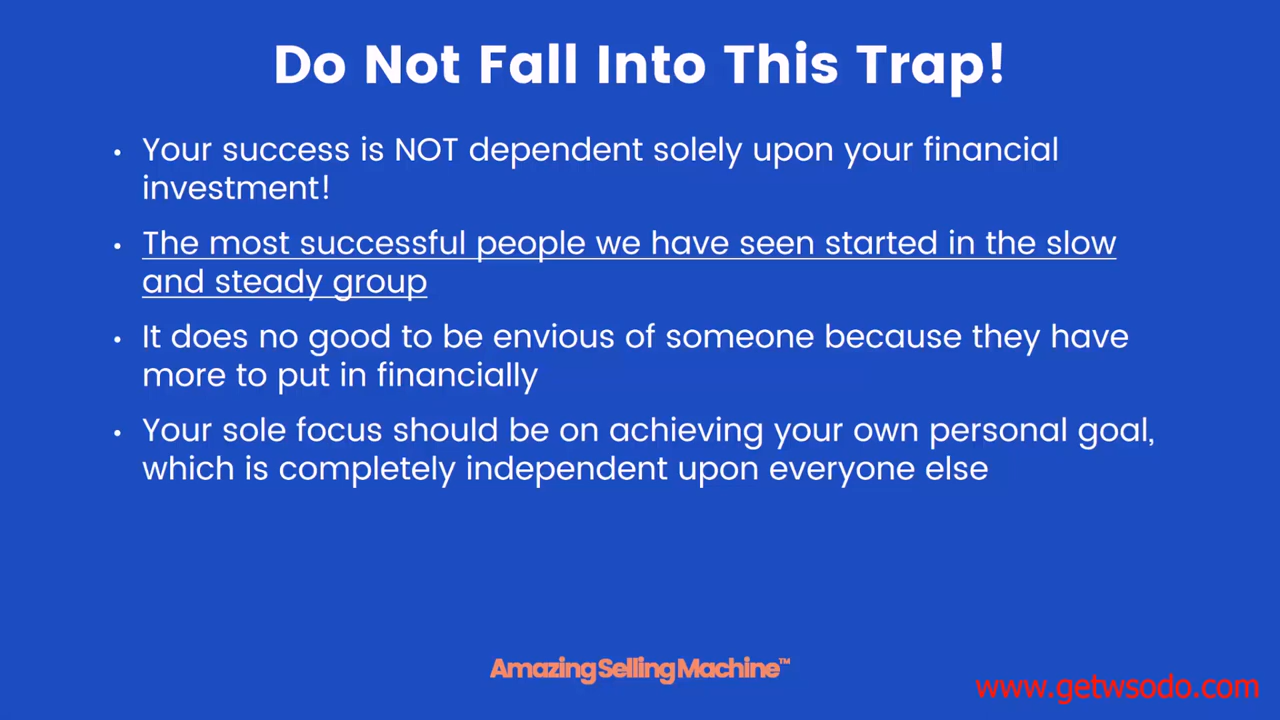 Do Not Fall Into This Trap!
• Your success is NOT dependent solely upon your financial
investment!
• The most successful people we have seen started in the slow
and steady group
• It does no good to be envious of someone because they have
more to put in financially
• Your sole focus should be on achieving your own personal goal,
which is completely independent upon everyone else
AmazingSellingMachine™
www.getwsodo.com